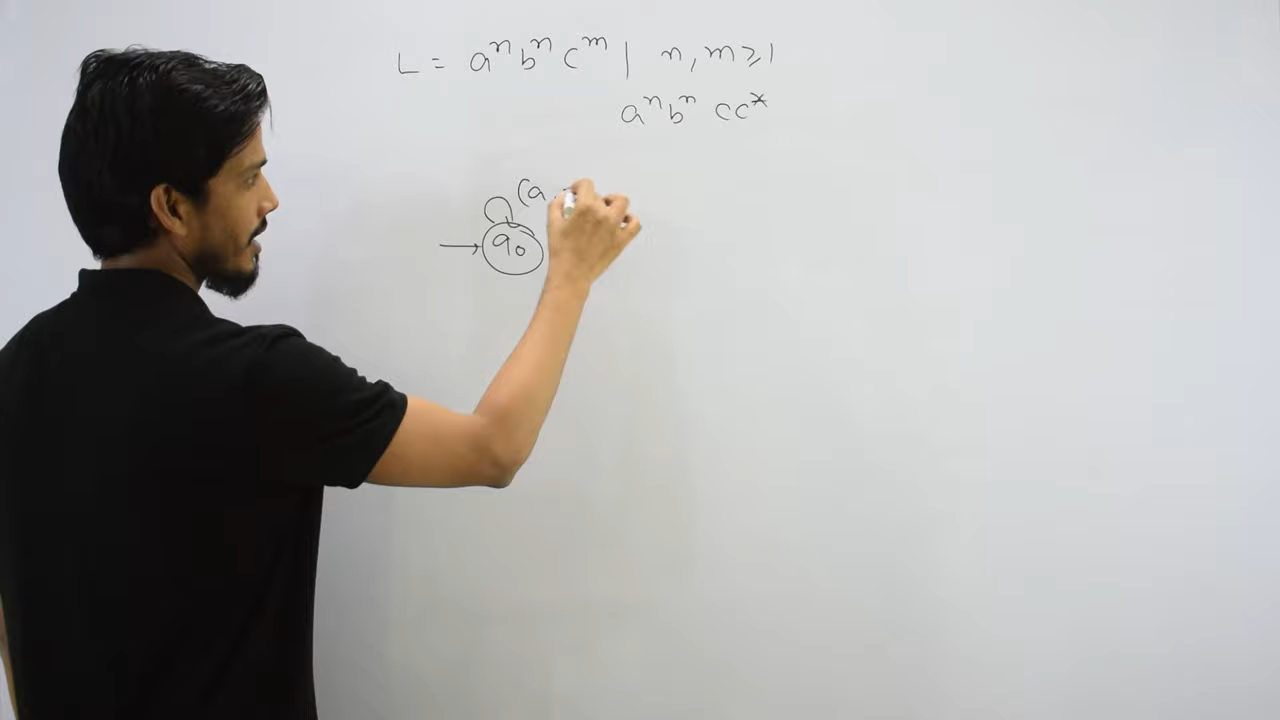 L = aⁿbⁿcᵐ | n, m ≥ 1
aⁿbⁿ cc*
(a
q₀